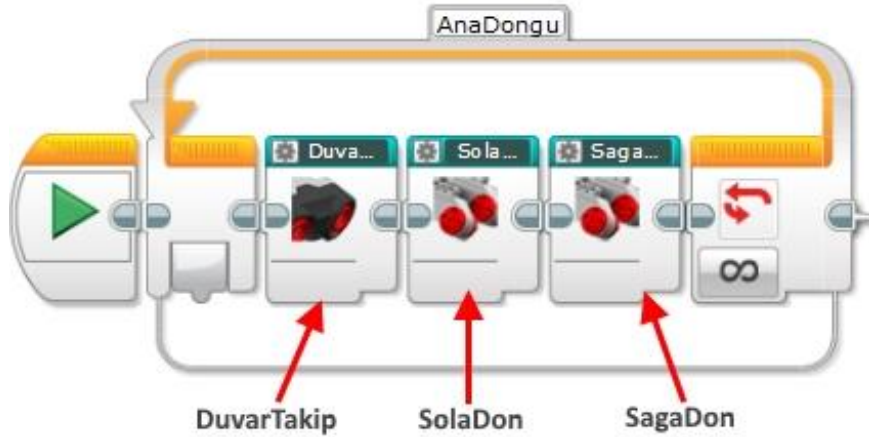 AnaDongu
Duva... Sola... Saga...
∞
DuvarTakip SolaDon SagaDon